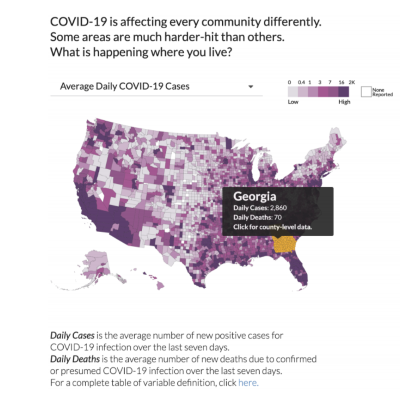 COVID-19 is affecting every community differently.
Some areas are much harder-hit than others.
What is happening where you live?
Average Daily COVID-19 Cases
0 0.4 1 3 7 16 2K
Low High
None
Reported
Georgia
Daily Cases: 2,860
Daily Deaths: 70
Click for county-level data.
Daily Cases is the average number of new positive cases for
COVID-19 infection over the last seven days.
Daily Deaths is the average number of new deaths due to confirmed
or presumed COVID-19 infection over the last seven days.
For a complete table of variable definition, click here.